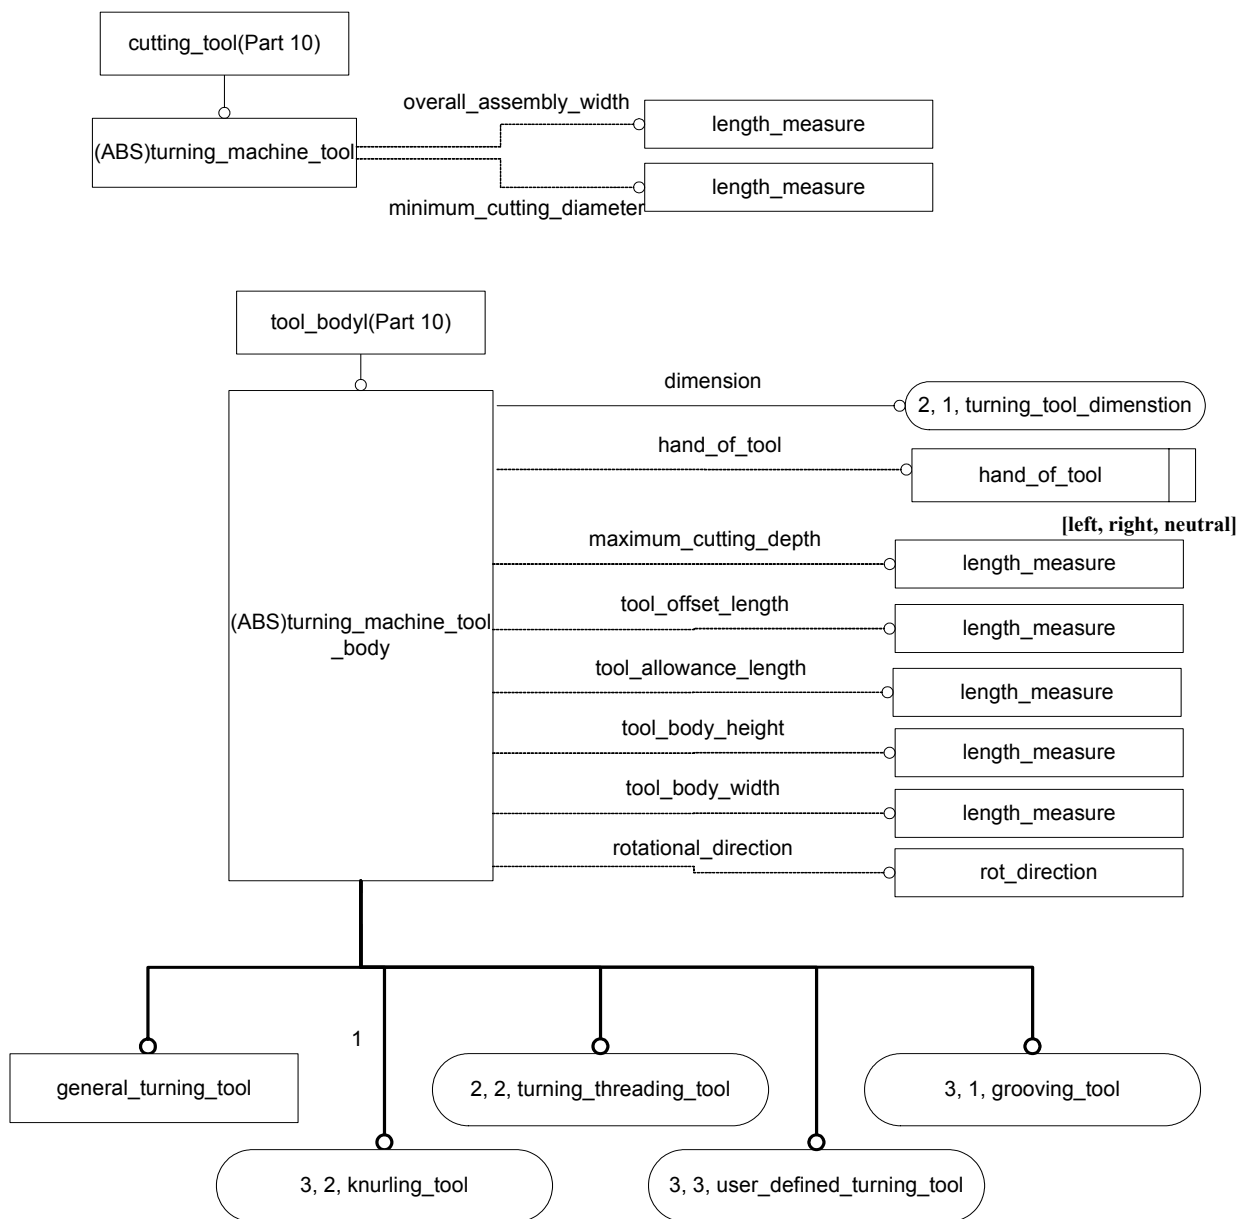 cutting_tool(Part 10)
overall_assembly_width
length_measure
(ABS)turning_machine_tool
length_measure
minimum_cutting_diameter
tool_bodyl(Part 10)
dimension
2, 1, turning_tool_dimenstion
hand_of_tool
hand_of_tool
[left, right, neutral]
maximum_cutting_depth
length_measure
tool_offset_length
(ABS)turning_machine_tool
_body
length_measure
tool_allowance_length
length_measure
tool_body_height
length_measure
tool_body_width
length_measure
rotational_direction
rot_direction
1
general_turning_tool
2, 2, turning_threading_tool
3, 1, grooving_tool
3, 2, knurling_tool
3, 3, user_defined_turning_tool